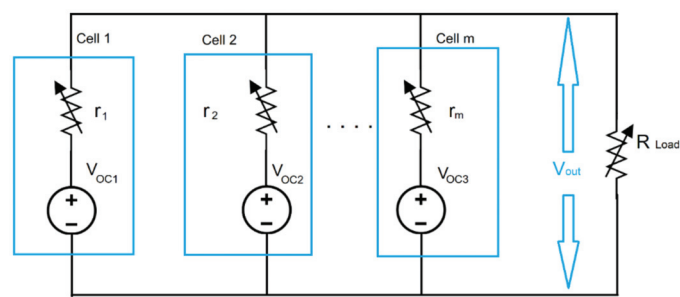 Cell 1
Cell 2
Cell m
r1
r2
. . . .
rm
R Load
VOC1
VOC2
VOC3
Vout
+
−
+
−
+
−